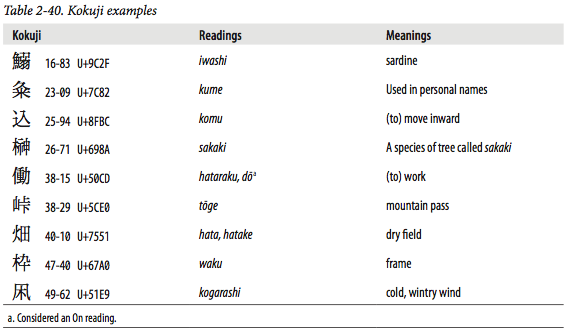 Table 2-40. Kokuji examples
Kokuji Readings Meanings
鰯 16-83 U+9C2F iwashi sardine
粂 23-09 U+7C82 kume Used in personal names
込 25-94 U+8FBC komu (to) move inward
榊 26-71 U+698A sakaki A species of tree called sakaki
働 38-15 U+50CD hataraku, dōa (to) work
峠 38-29 U+5CE0 tōge mountain pass
畑 40-10 U+7551 hata, hatake dry field
枠 47-40 U+67A0 waku frame
凩 49-62 U+51E9 kogarashi cold, wintry wind
a. Considered an On reading.